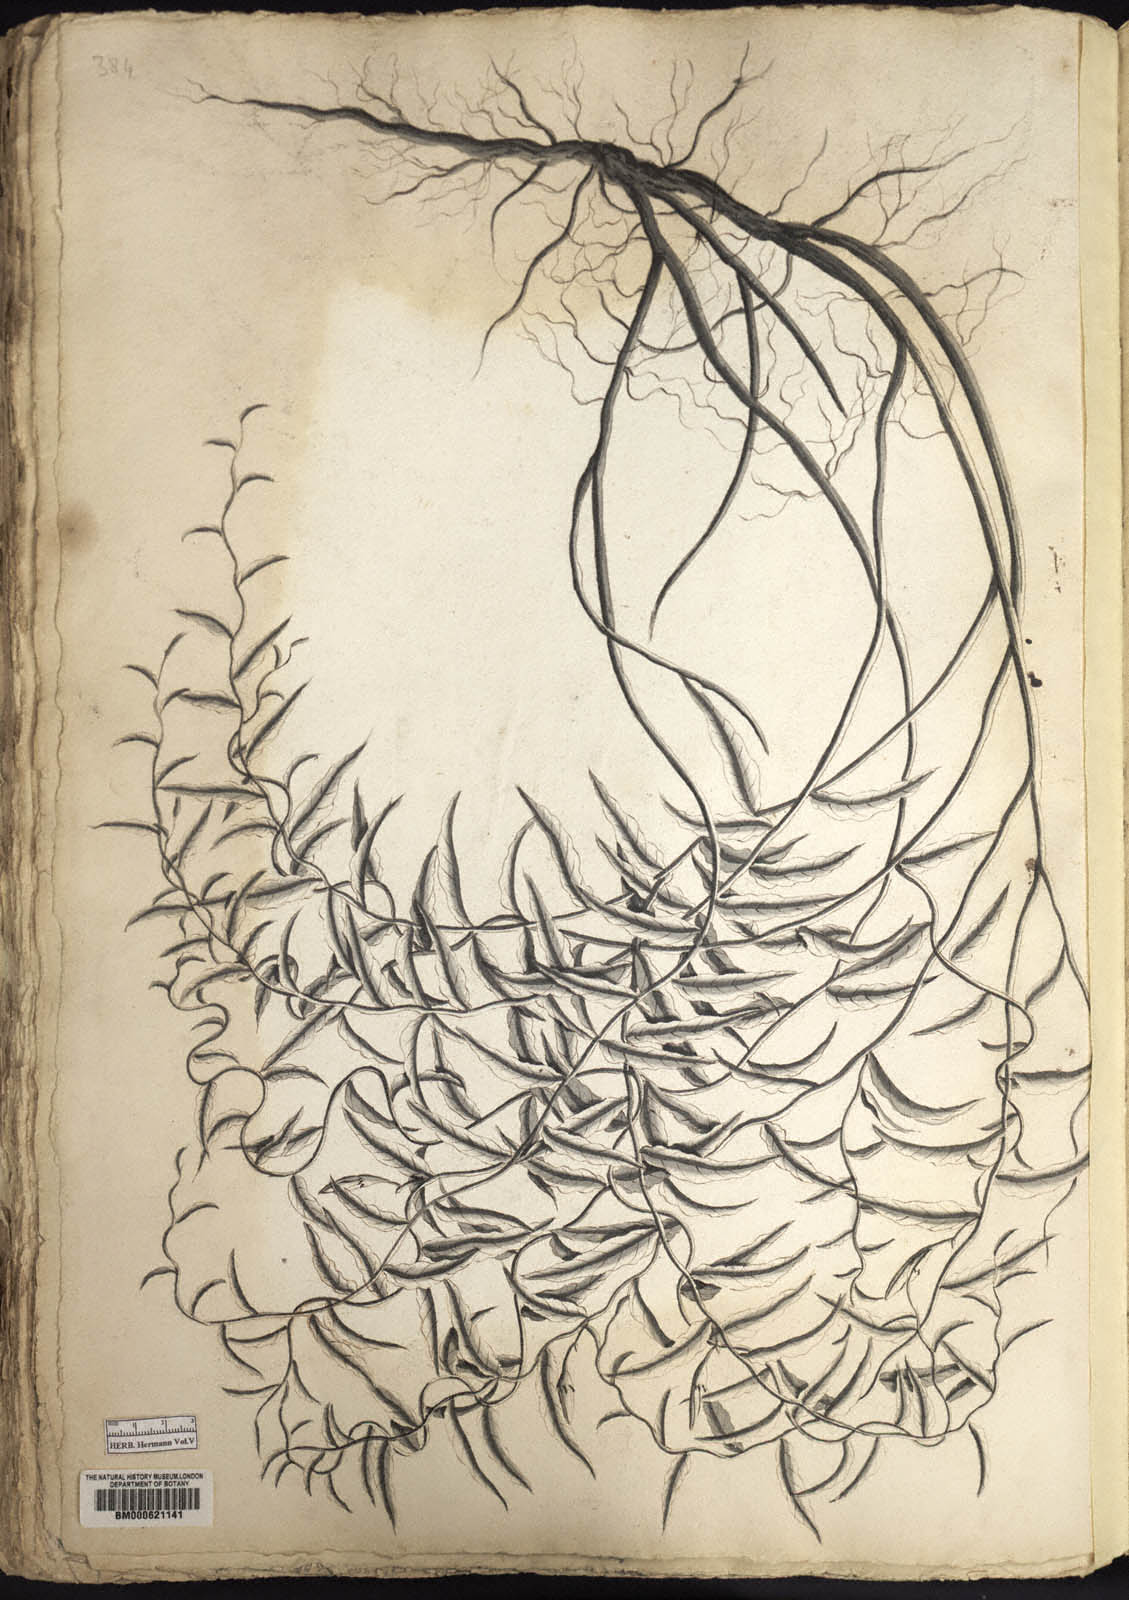 384
HERB. Hermann Vol.V
THE NATURAL HISTORY MUSEUM, LONDON
DEPARTMENT OF BOTANY
BM000621141